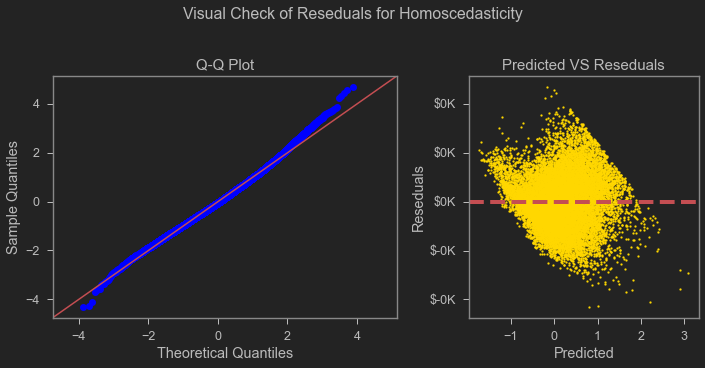 Visual Check of Reseduals for Homoscedasticity
Q-Q Plot
Sample Quantiles
4
2
0
−2
−4
−4 −2 0 2 4
Theoretical Quantiles
Predicted VS Reseduals
Reseduals
$0K
$0K
$0K
$-0K
$-0K
−1 0 1 2 3
Predicted